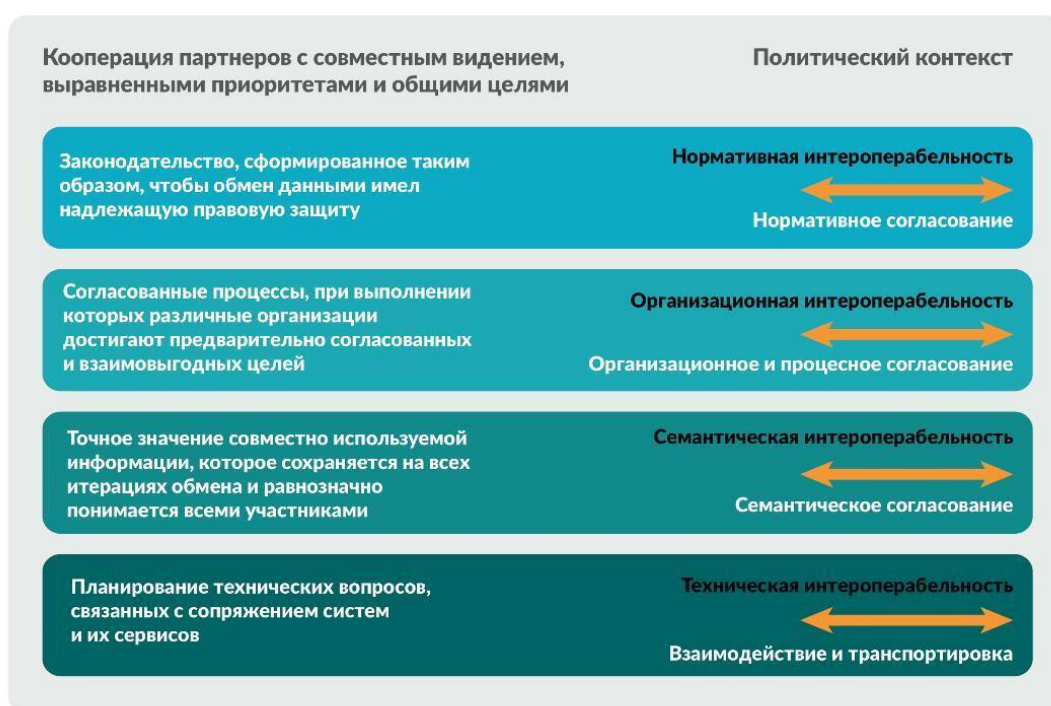 Кооперация партнеров с совместным видением,
выравненными приоритетами и общими целями
Политический контекст
Законодательство, сформированное таким
образом, чтобы обмен данными имел
надлежащую правовую защиту
Нормативная интероперабельность
Нормативное согласование
Согласованные процессы, при выполнении
которых различные организации
достигают предварительно согласованных
и взаимовыгодных целей
Организационная интероперабельность
Организационное и процесное согласование
Точное значение совместно используемой
информации, которое сохраняется на всех
итерациях обмена и равнозначно
понимается всеми участниками
Семантическая интероперабельность
Семантическое согласование
Планирование технических вопросов,
связанных с сопряжением систем
и их сервисов
Техническая интероперабельность
Взаимодействие и транспортировка